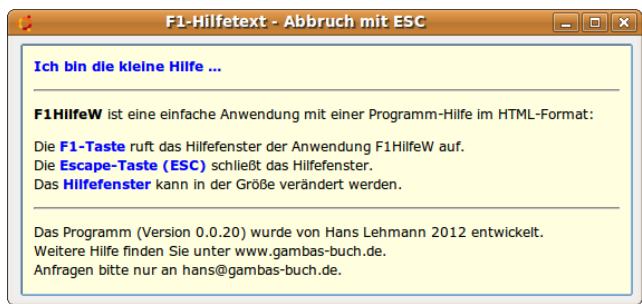 F1-Hilfetext - Abbruch mit ESC
Ich bin die kleine Hilfe ...
F1HilfeW ist eine einfache Anwendung mit einer Programm-Hilfe im HTML-Format:
Die F1-Taste ruft das Hilfefenster der Anwendung F1HilfeW auf.
Die Escape-Taste (ESC) schließt das Hilfefenster.
Das Hilfefenster kann in der Größe verändert werden.
Das Programm (Version 0.0.20) wurde von Hans Lehmann 2012 entwickelt.
Weitere Hilfe finden Sie unter www.gambas-buch.de.
Anfragen bitte nur an hans@gambas-buch.de.